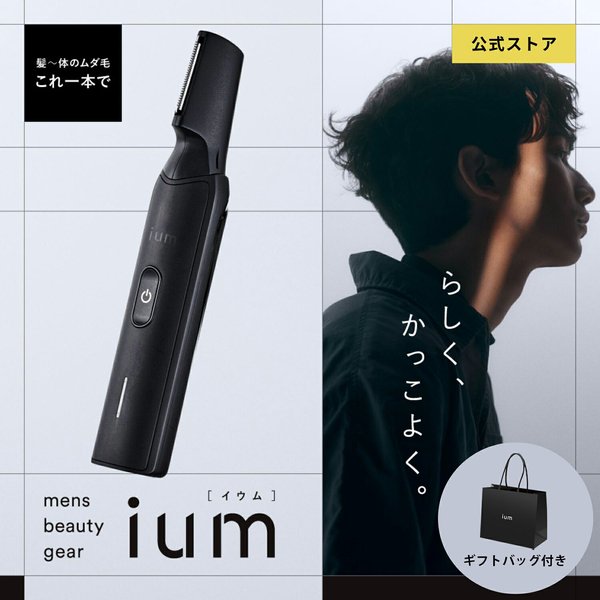 髪～体のムダ毛
これ一本で
公式ストア
ium
らしく、
かっこよく。
mens
beauty
gear
[イウム]
ium
ium
ギフトバッグ付き